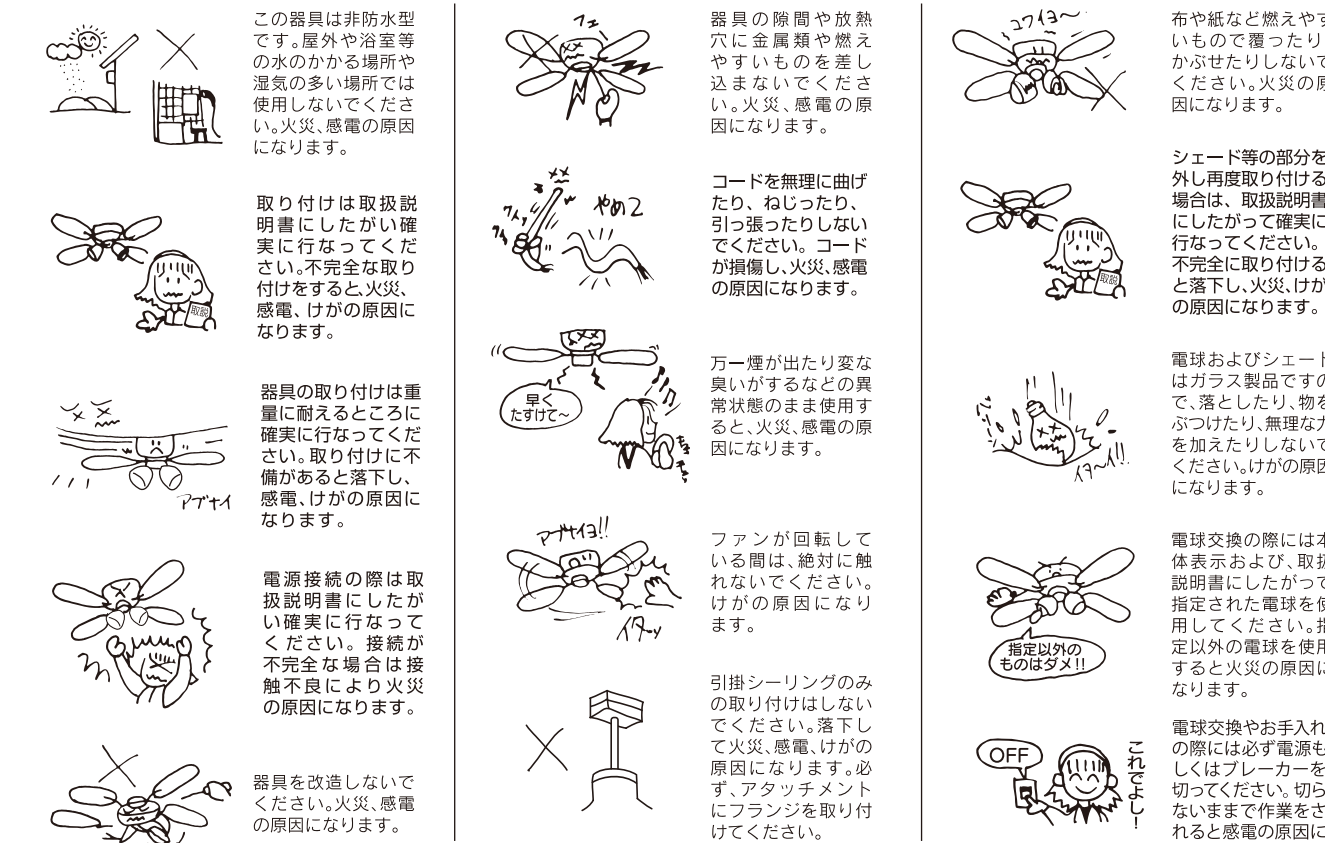 この器具は非防水型
です。屋外や浴室等
の水のかかる場所や
湿気の多い場所では
使用しないでくださ
い。火災、感電の原因
になります。
取り付けは取扱説
明書にしたがい確
実に行なってくだ
さい。不完全な取り
付けをすると、火災、
感電、けがの原因に
なります。
取説
器具の取り付けは重
量に耐えるところに
確実に行なってくだ
さい。取り付けに不
備があると落下し、
感電、けがの原因に
なります。
アブナイ
電源接続の際は取
扱説明書にしたが
い確実に行なって
ください。接続が
不完全な場合は接
触不良により火災
の原因になります。
器具を改造しないで
ください。火災、感電
の原因になります。
フェ
器具の隙間や放熱
穴に金属類や燃え
やすいものを差し
込まないでくださ
い。火災、感電の原
因になります。
やめて
コードを無理に曲げ
たり、ねじったり、
引っ張ったりしない
でください。コード
が損傷し、火災、感電
の原因になります。
早く
たすけて〜
万一煙が出たり変な
臭いがするなどの異
常状態のまま使用す
ると、火災、感電の原
因になります。
アブナイヨ!!
イタッ
ファンが回転して
いる間は、絶対に触
れないでください。
けがの原因になり
ます。
引掛シーリングのみ
の取り付けはしない
でください。落下し
て火災、感電、けがの
原因になります。必
ず、アタッチメント
にフランジを取り付
けてください。
コワイヨ〜
布や紙など燃えやす
いもので覆ったり
かぶせたりしないで
ください。火災の原
因になります。
シェード等の部分を
外し再度取り付ける
場合は、取扱説明書
にしたがって確実に
行なってください。
不完全に取り付ける
と落下し、火災、けが
の原因になります。
取説
電球およびシェード
はガラス製品ですの
で、落としたり、物を
ぶつけたり、無理な力
を加えたりしないで
ください。けがの原因
になります。
イタ〜イ!!
電球交換の際には本
体表示および、取扱
説明書にしたがって
指定された電球を使
用してください。指
定以外の電球を使用
すると火災の原因に
なります。
指定以外の
ものはダメ!!
電球交換やお手入れ
の際には必ず電源も
しくはブレーカーを
切ってください。切ら
ないままで作業をさ
れると感電の原因に
OFF
これでよし!